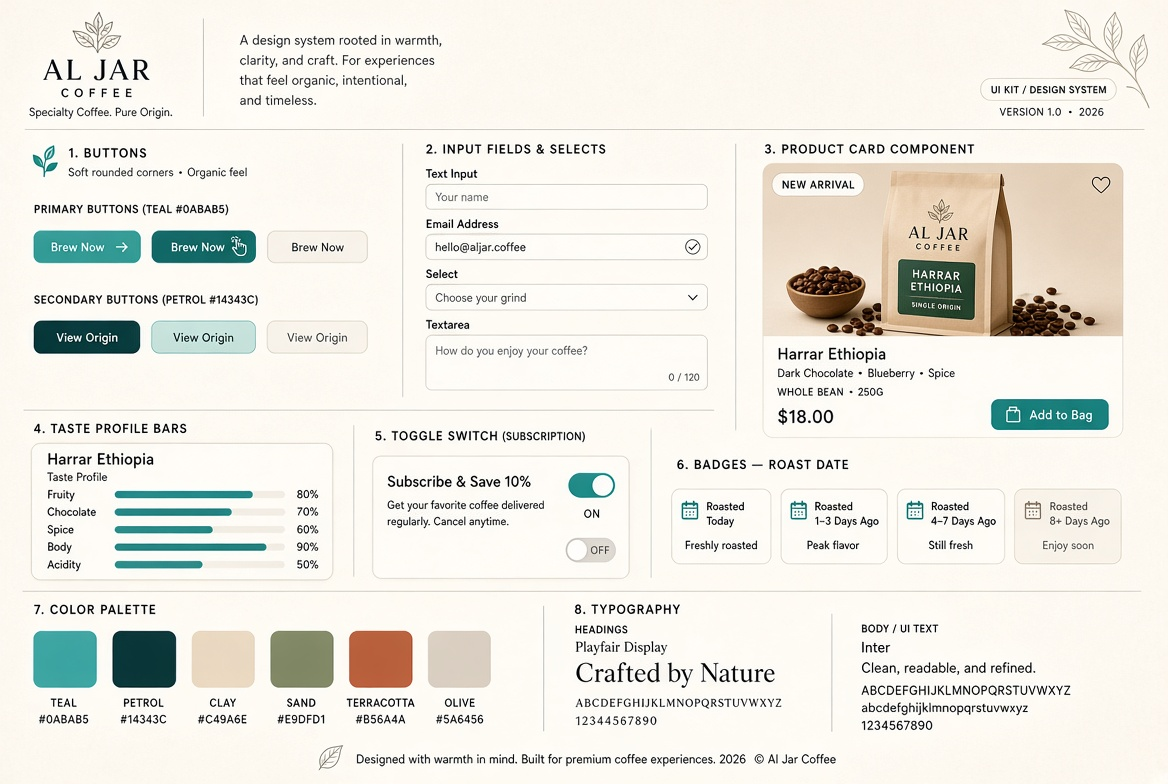 AL JAR
COFFEE
Specialty Coffee. Pure Origin.
A design system rooted in warmth,
clarity, and craft. For experiences
that feel organic, intentional,
and timeless.
UI KIT / DESIGN SYSTEM
VERSION 1.0 • 2026
1. BUTTONS
Soft rounded corners • Organic feel
PRIMARY BUTTONS (TEAL #0ABAB5)
Brew Now →
Brew Now
Brew Now
SECONDARY BUTTONS (PETROL #14343C)
View Origin
View Origin
View Origin
2. INPUT FIELDS & SELECTS
Text Input
Your name
Email Address
hello@aljar.coffee
Select
Choose your grind
Textarea
How do you enjoy your coffee?
0 / 120
3. PRODUCT CARD COMPONENT
NEW ARRIVAL
AL JAR
COFFEE
HARRAR
ETHIOPIA
SINGLE ORIGIN
Harrar Ethiopia
Dark Chocolate • Blueberry • Spice
WHOLE BEAN • 250G
$18.00
Add to Bag
4. TASTE PROFILE BARS
Harrar Ethiopia
Taste Profile
Fruity 80%
Chocolate 70%
Spice 60%
Body 90%
Acidity 50%
5. TOGGLE SWITCH (SUBSCRIPTION)
Subscribe & Save 10%
Get your favorite coffee delivered
regularly. Cancel anytime.
ON
OFF
6. BADGES — ROAST DATE
Roasted
Today
Freshly roasted
Roasted
1–3 Days Ago
Peak flavor
Roasted
4–7 Days Ago
Still fresh
Roasted
8+ Days Ago
Enjoy soon
7. COLOR PALETTE
TEAL
#0ABAB5
PETROL
#14343C
CLAY
#C49A6E
SAND
#E9DFD1
TERRACOTTA
#B56A4A
OLIVE
#5A6456
8. TYPOGRAPHY
HEADINGS
Playfair Display
Crafted by Nature
ABCDEFGHIJKLMNOPQRSTUVWXYZ
12344567890
BODY / UI TEXT
Inter
Clean, readable, and refined.
ABCDEFGHIJKLMNOPQRSTUVWXYZ
abcdefghijklmnopqrstuvwxyz
1234567890
Designed with warmth in mind. Built for premium coffee experiences. 2026 © Al Jar Coffee